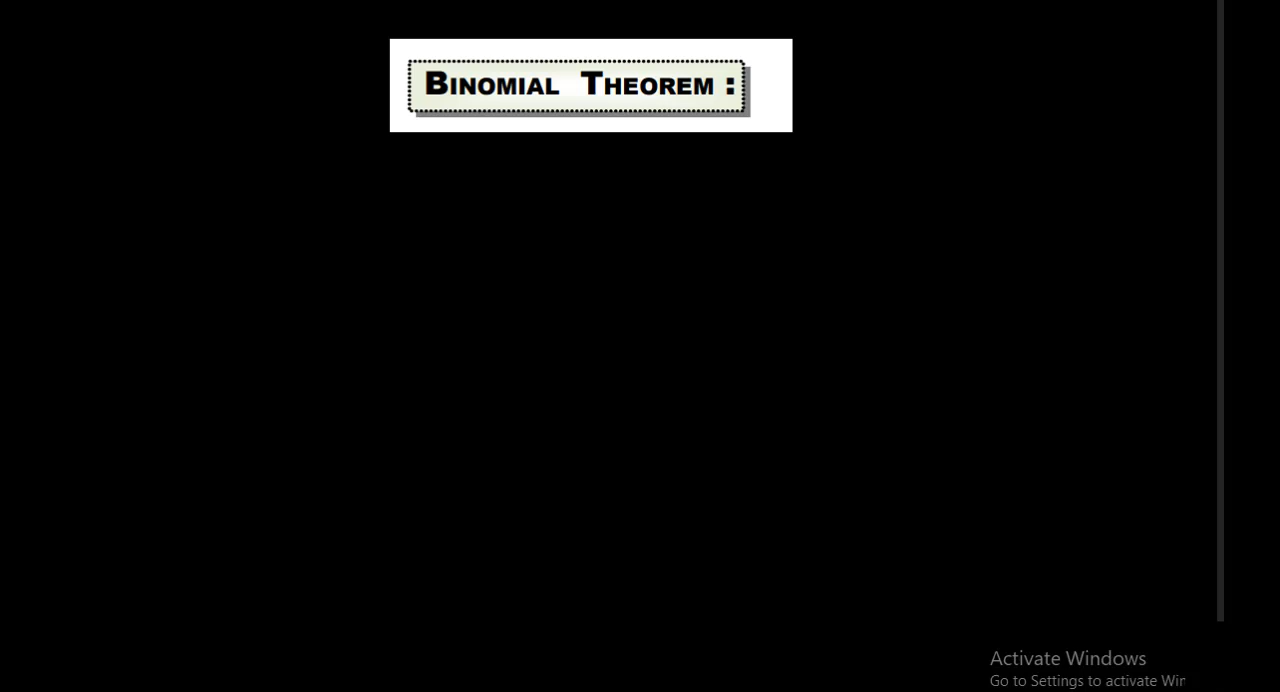 BINOMIAL THEOREM :
Activate Windows
Go to Settings to activate Win